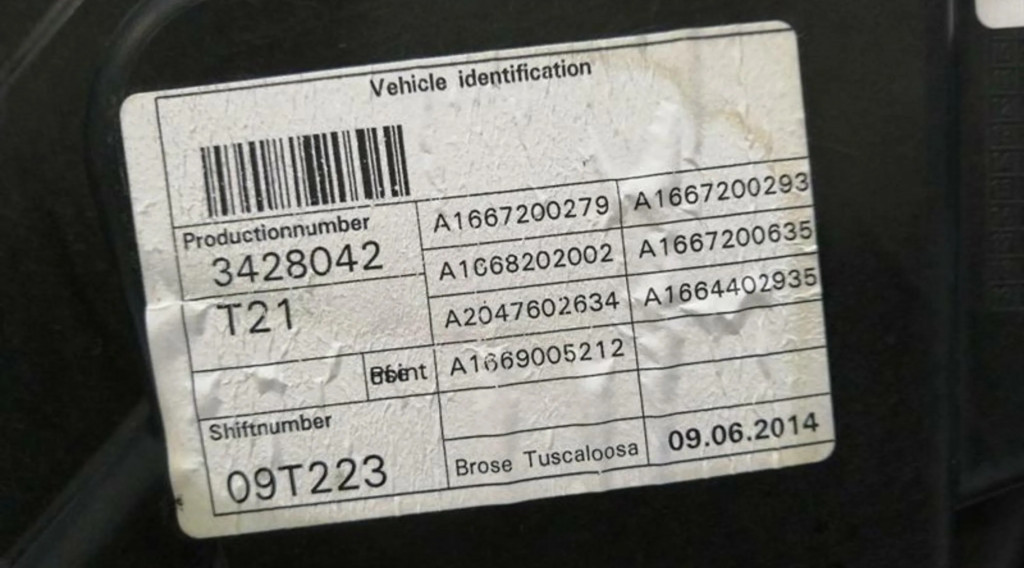 Vehicle identification
Productionnumber
3428042
T21
A1667200279 A1667200293
A1668202002 A1667200635
A2047602634 A1664402935
A1669005212
Shiftnumber
09T223
Brose Tuscaloosa 09.06.2014